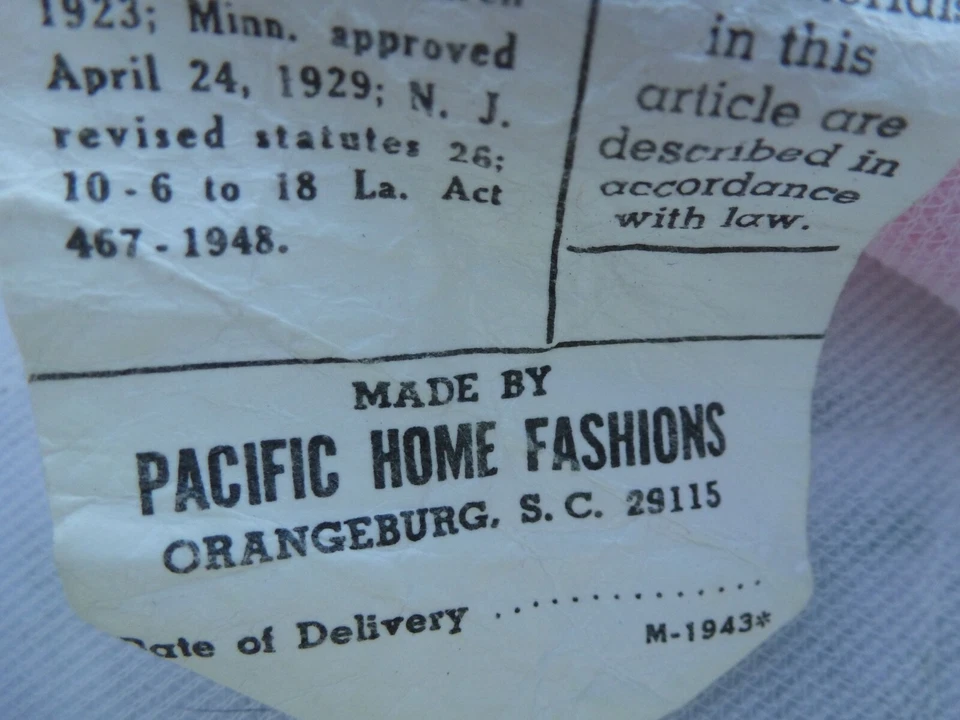 1923; Minn. approved
April 24, 1929; N. J.
revised statutes 26;
10 - 6 to 18 La. Act
467 - 1948.
in this
article are
described in
accordance
with law.
MADE BY
PACIFIC HOME FASHIONS
ORANGEBURG, S. C. 29115
Date of Delivery ..............
M-1943*